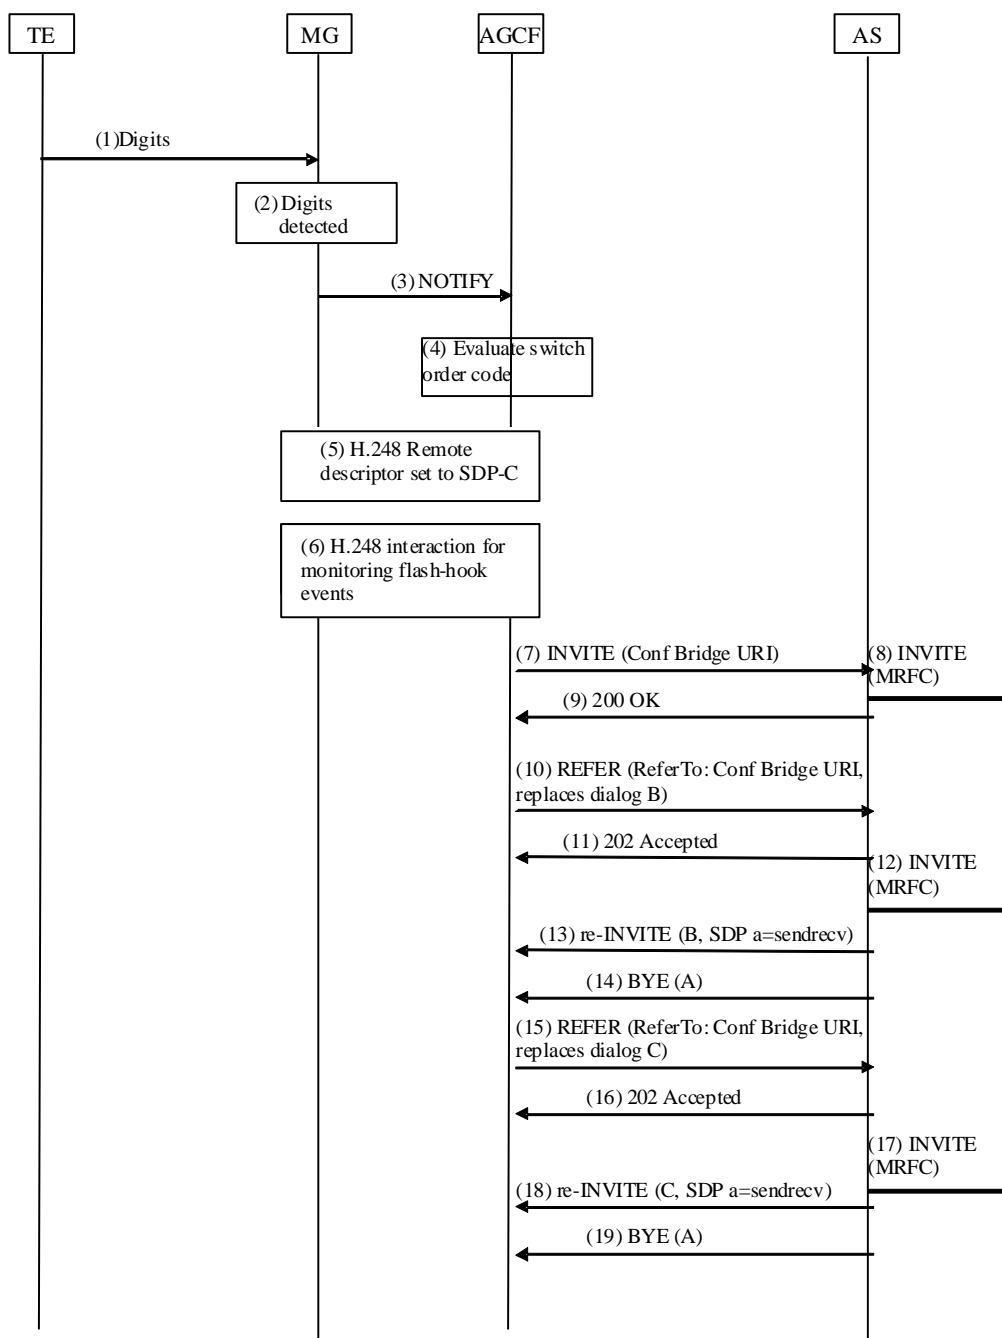 TE
MG
AGCF
AS
(1)Digits
(2) Digits
detected
(3) NOTIFY
(4) Evaluate switch
order code
(5) H.248 Remote
descriptor set to SDP-C
(6) H.248 interaction for
monitoring flash-hook
events
(7) INVITE (Conf Bridge URI)
(8) INVITE
(MRFC)
(9) 200 OK
(10) REFER (ReferTo: Conf Bridge URI,
replaces dialog B)
(11) 202 Accepted
(12) INVITE
(MRFC)
(13) re-INVITE (B, SDP a=sendrecv)
(14) BYE (A)
(15) REFER (ReferTo: Conf Bridge URI,
replaces dialog C)
(16) 202 Accepted
(17) INVITE
(MRFC)
(18) re-INVITE (C, SDP a=sendrecv)
(19) BYE (A)